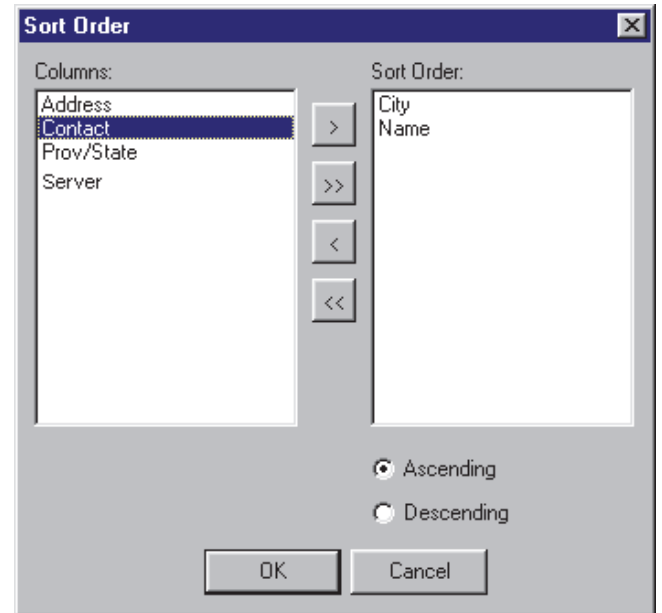 Sort Order
Columns:
Sort Order:
Address
Contact
Prov/State
Server
>
>>
<
<<
City
Name
Ascending
Descending
OK
Cancel